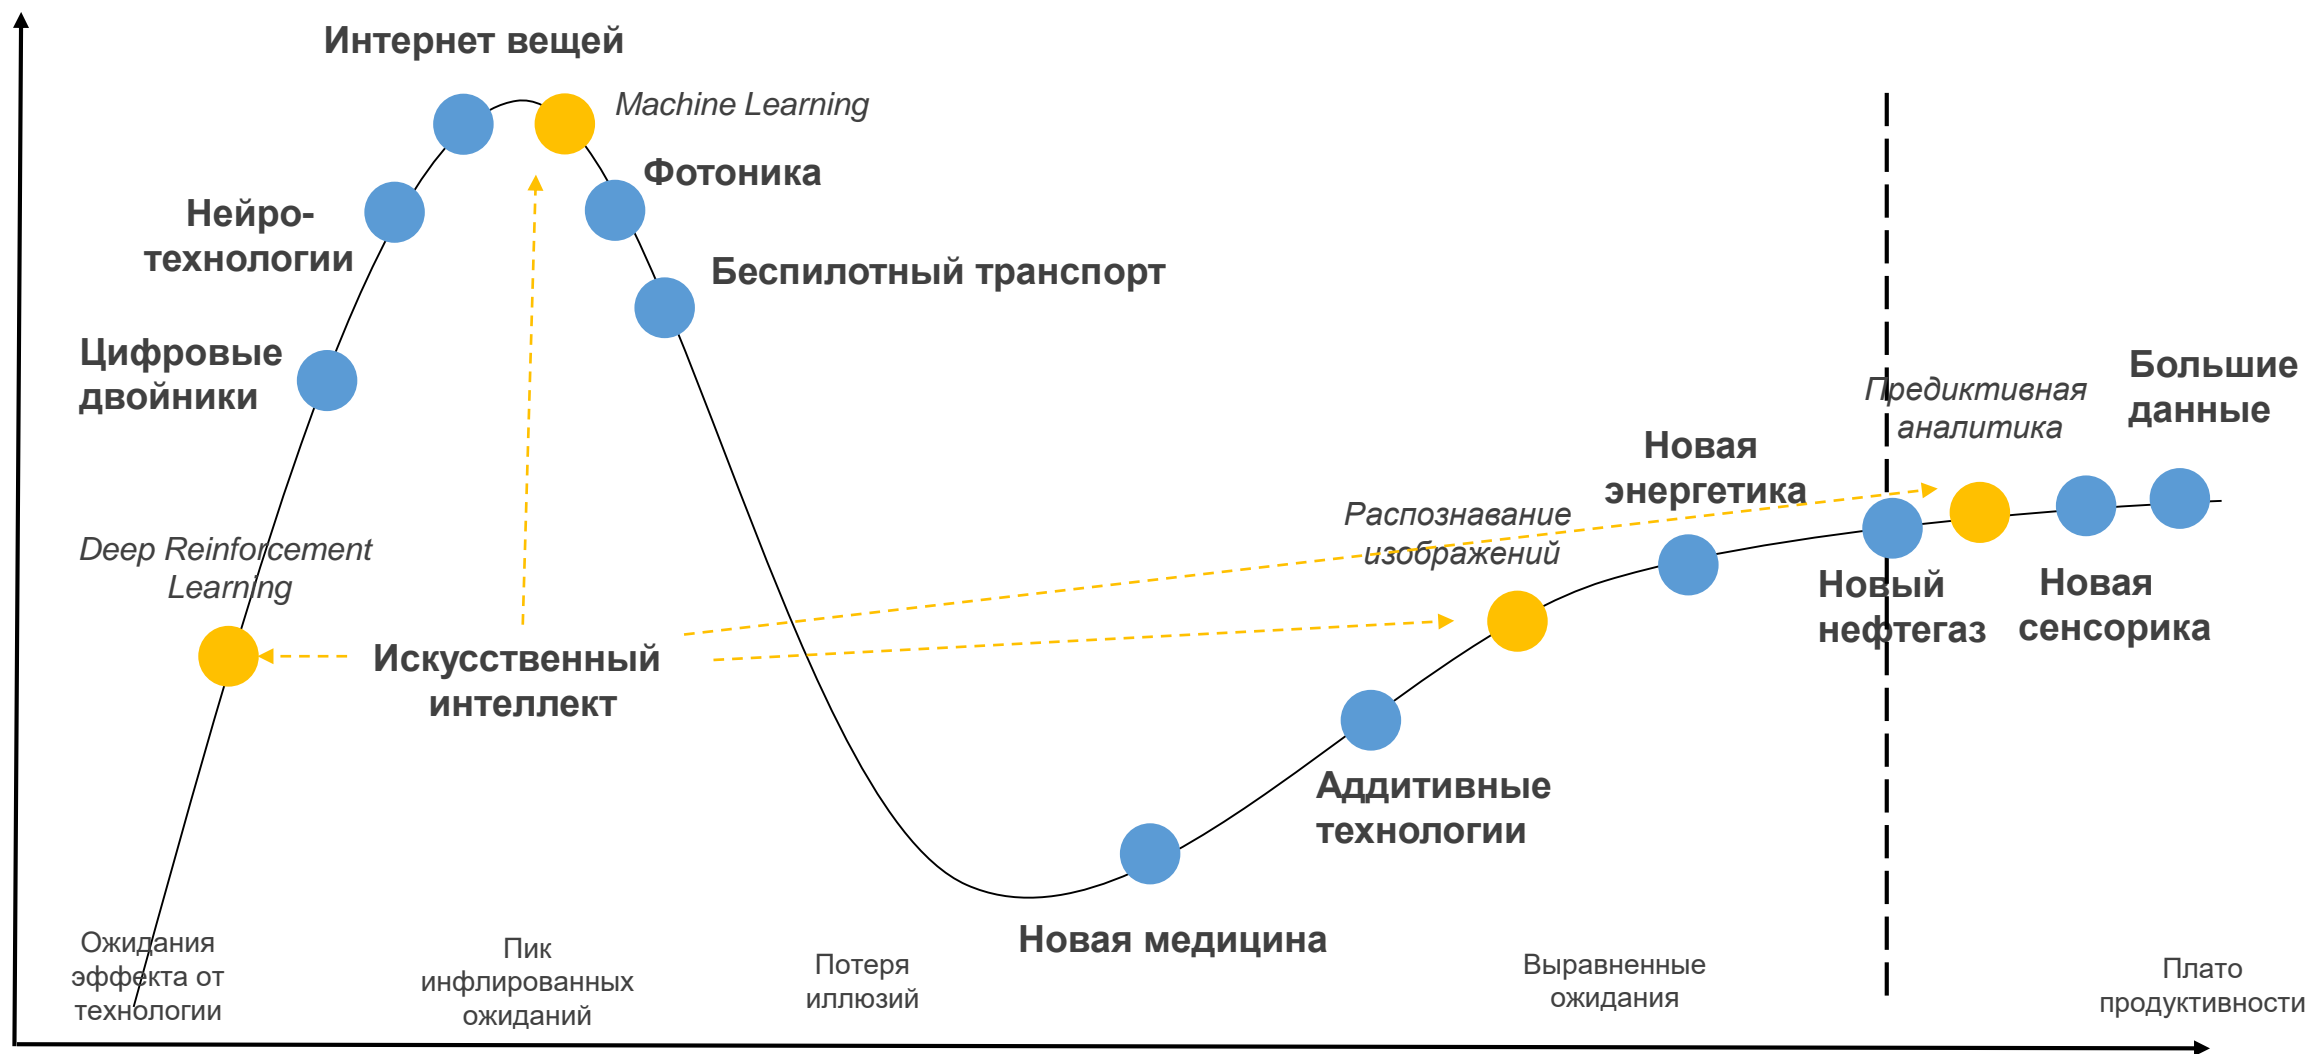 Интернет вещей
Machine Learning
Фотоника
Нейро-
технологии
Беспилотный транспорт
Цифровые
двойники
Большие
данные
Предиктивная
аналитика
Новая
энергетика
Распознавание
изображений
Deep Reinforcement
Learning
Новый
нефтегаз
Новая
сенсорика
Искусственный
интеллект
Аддитивные
технологии
Новая медицина
Ожидания
эффекта от
технологии
Пик
инфлированных
ожиданий
Потеря
иллюзий
Выравненные
ожидания
Плато
продуктивности